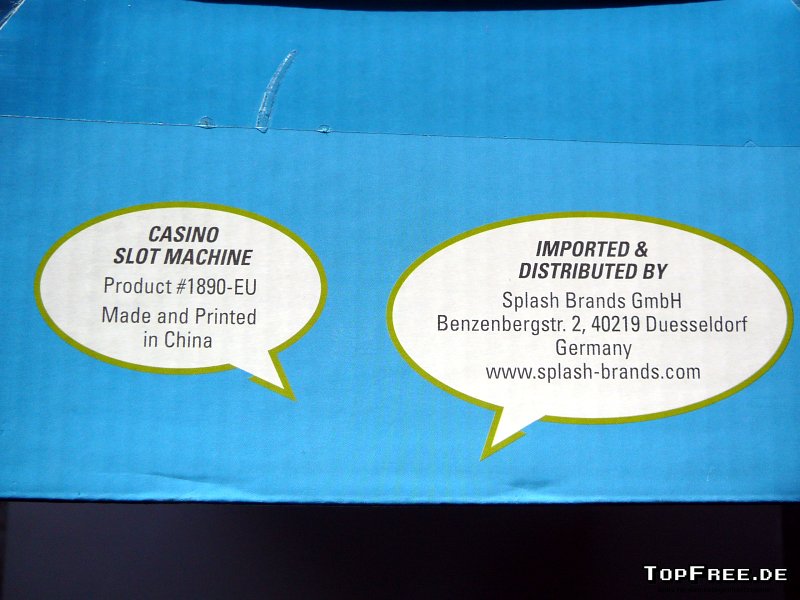 CASINO
SLOT MACHINE
Product #1890-EU
Made and Printed
in China
IMPORTED &
DISTRIBUTED BY
Splash Brands GmbH
Benzenbergstr. 2, 40219 Duesseldorf
Germany
www.splash-brands.com
TopFree.de